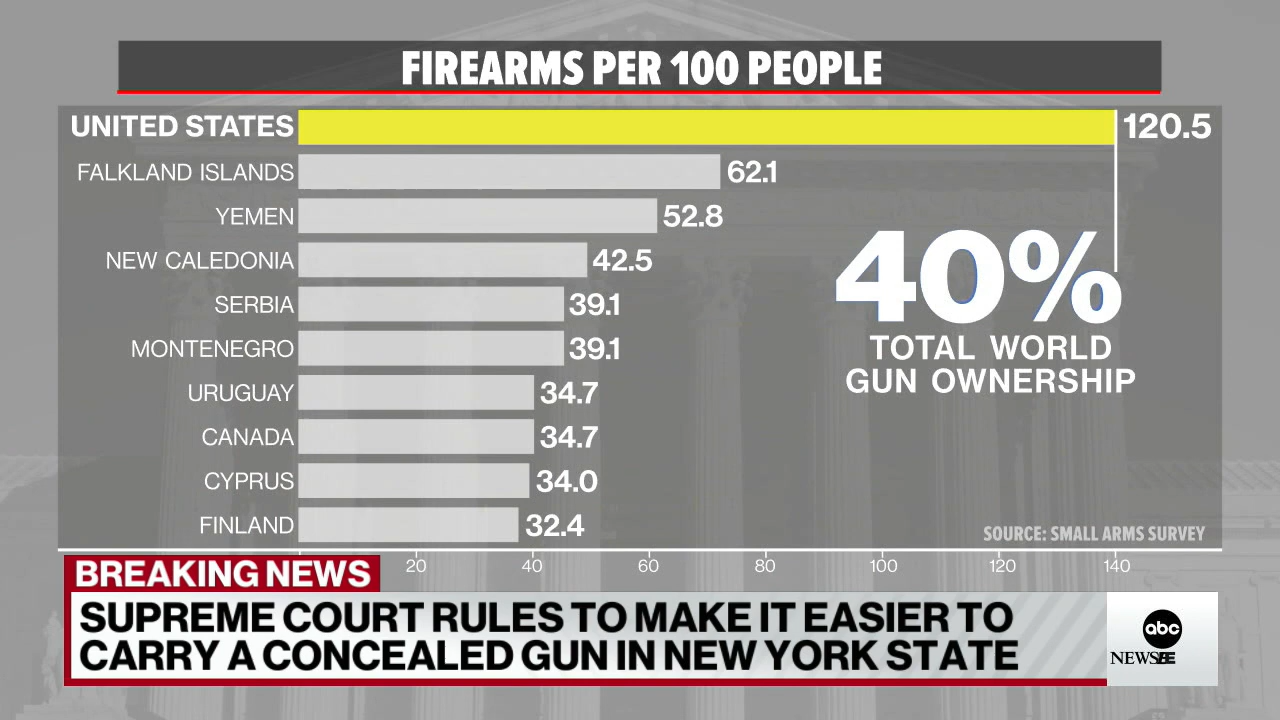 FIREARMS PER 100 PEOPLE
UNITED STATES 120.5
FALKLAND ISLANDS 62.1
YEMEN 52.8
NEW CALEDONIA 42.5
SERBIA 39.1
MONTENEGRO 39.1
URUGUAY 34.7
CANADA 34.7
CYPRUS 34.0
FINLAND 32.4
40%
TOTAL WORLD
GUN OWNERSHIP
SOURCE: SMALL ARMS SURVEY
20 40 60 80 100 120 140
BREAKING NEWS
SUPREME COURT RULES TO MAKE IT EASIER TO
CARRY A CONCEALED GUN IN NEW YORK STATE
abc